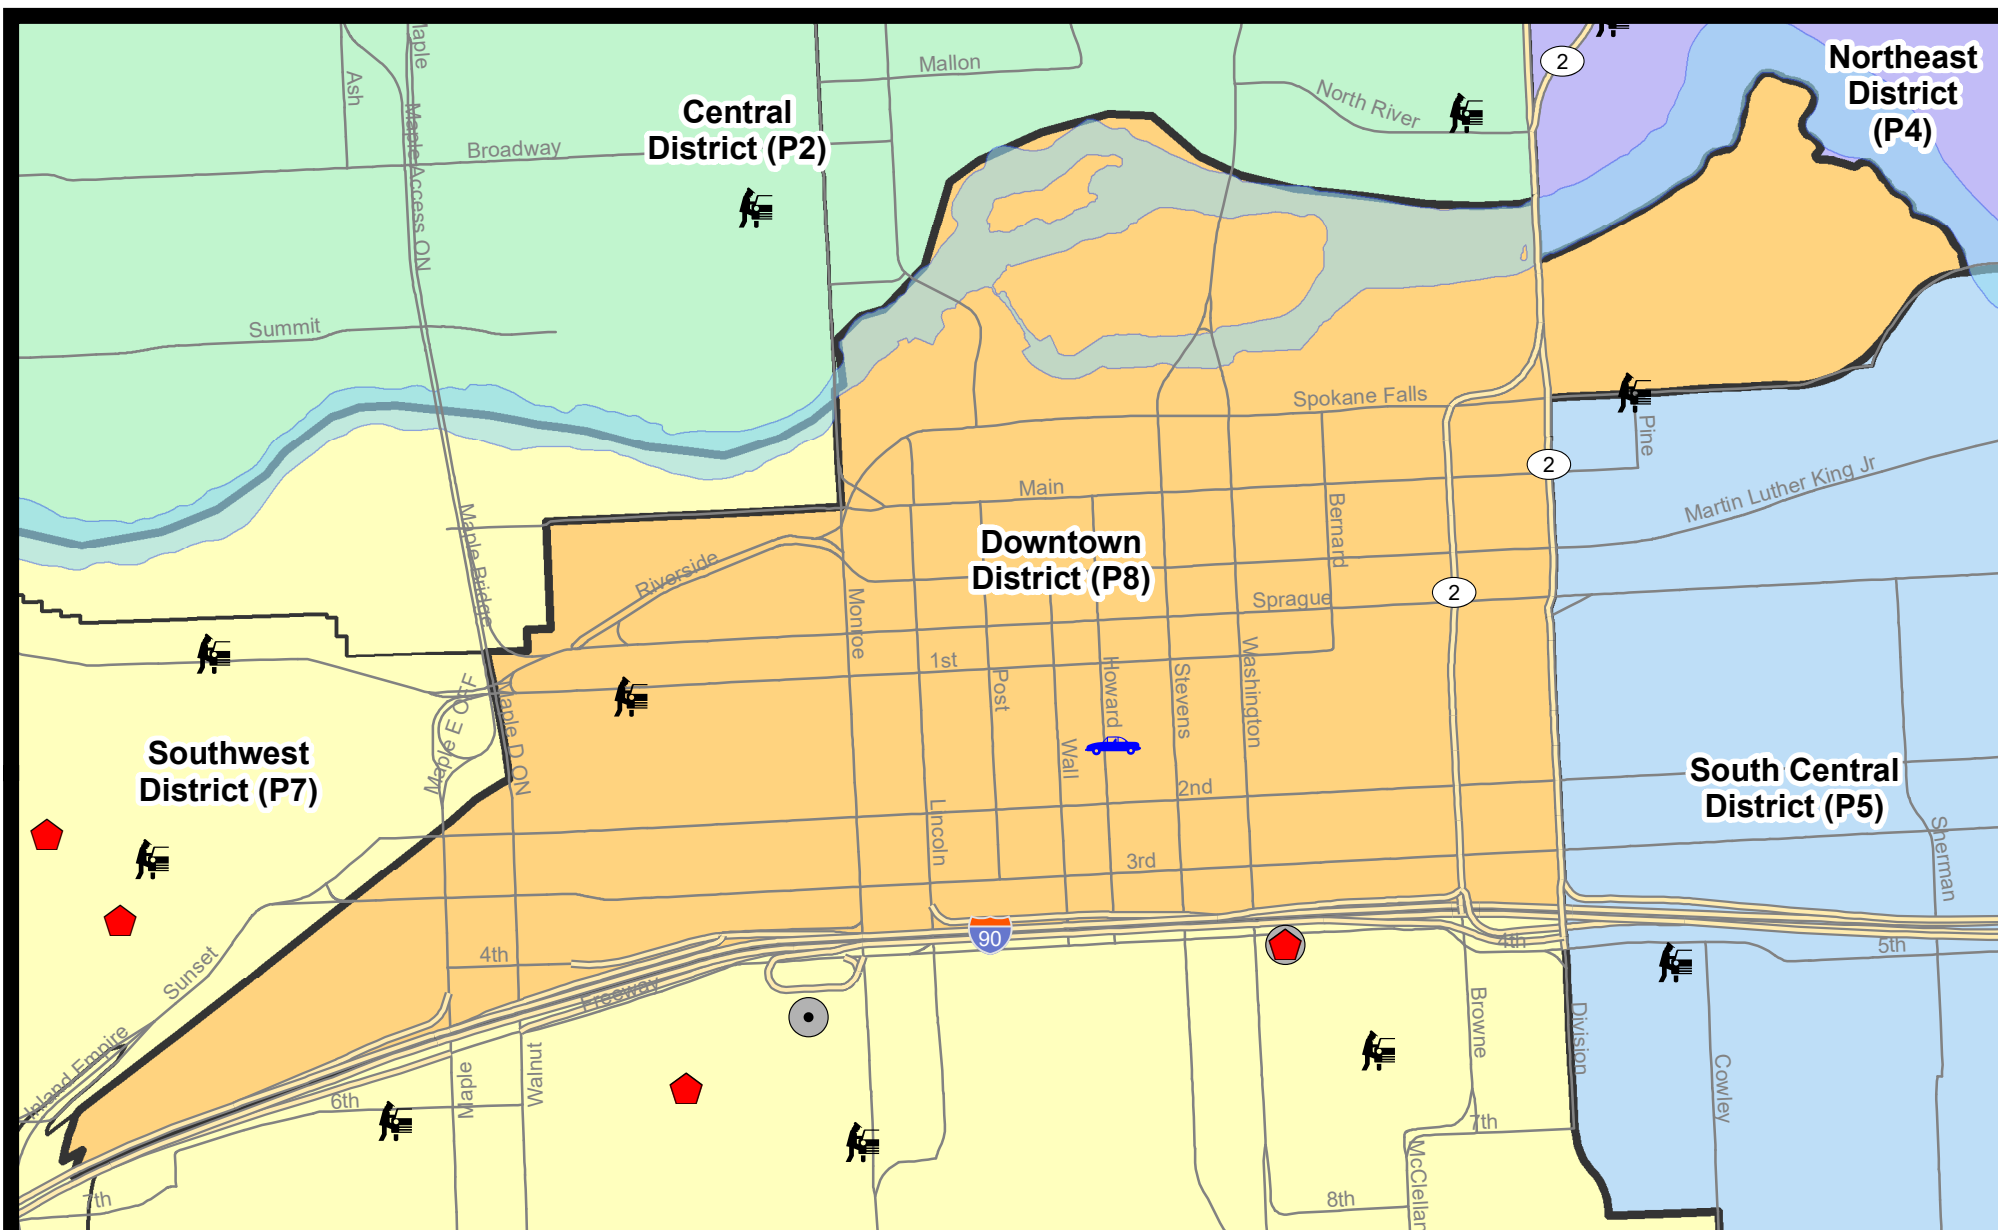 Maple
Ash
Mallon
2
Northeast
District
(P4)
Central
District (P2)
North River
Broadway
Maple Access ON
Summit
Spokane Falls
Pine
2
Martin Luther King Jr
Main
Bernard
Maple Bridge
Downtown
District (P8)
Riverside
2
Sprague
Monroe
1st
Post
Howard
Stevens
Washington
Maple E OFF
Maple D ON
Southwest
District (P7)
Wall
2nd
South Central
District (P5)
Lincoln
Sherman
3rd
90
4th
4th
5th
Sunset
Freeway
Browne
Division
Inland Empire
Maple
Walnut
Cowley
6th
7th
McClellan
7th
8th